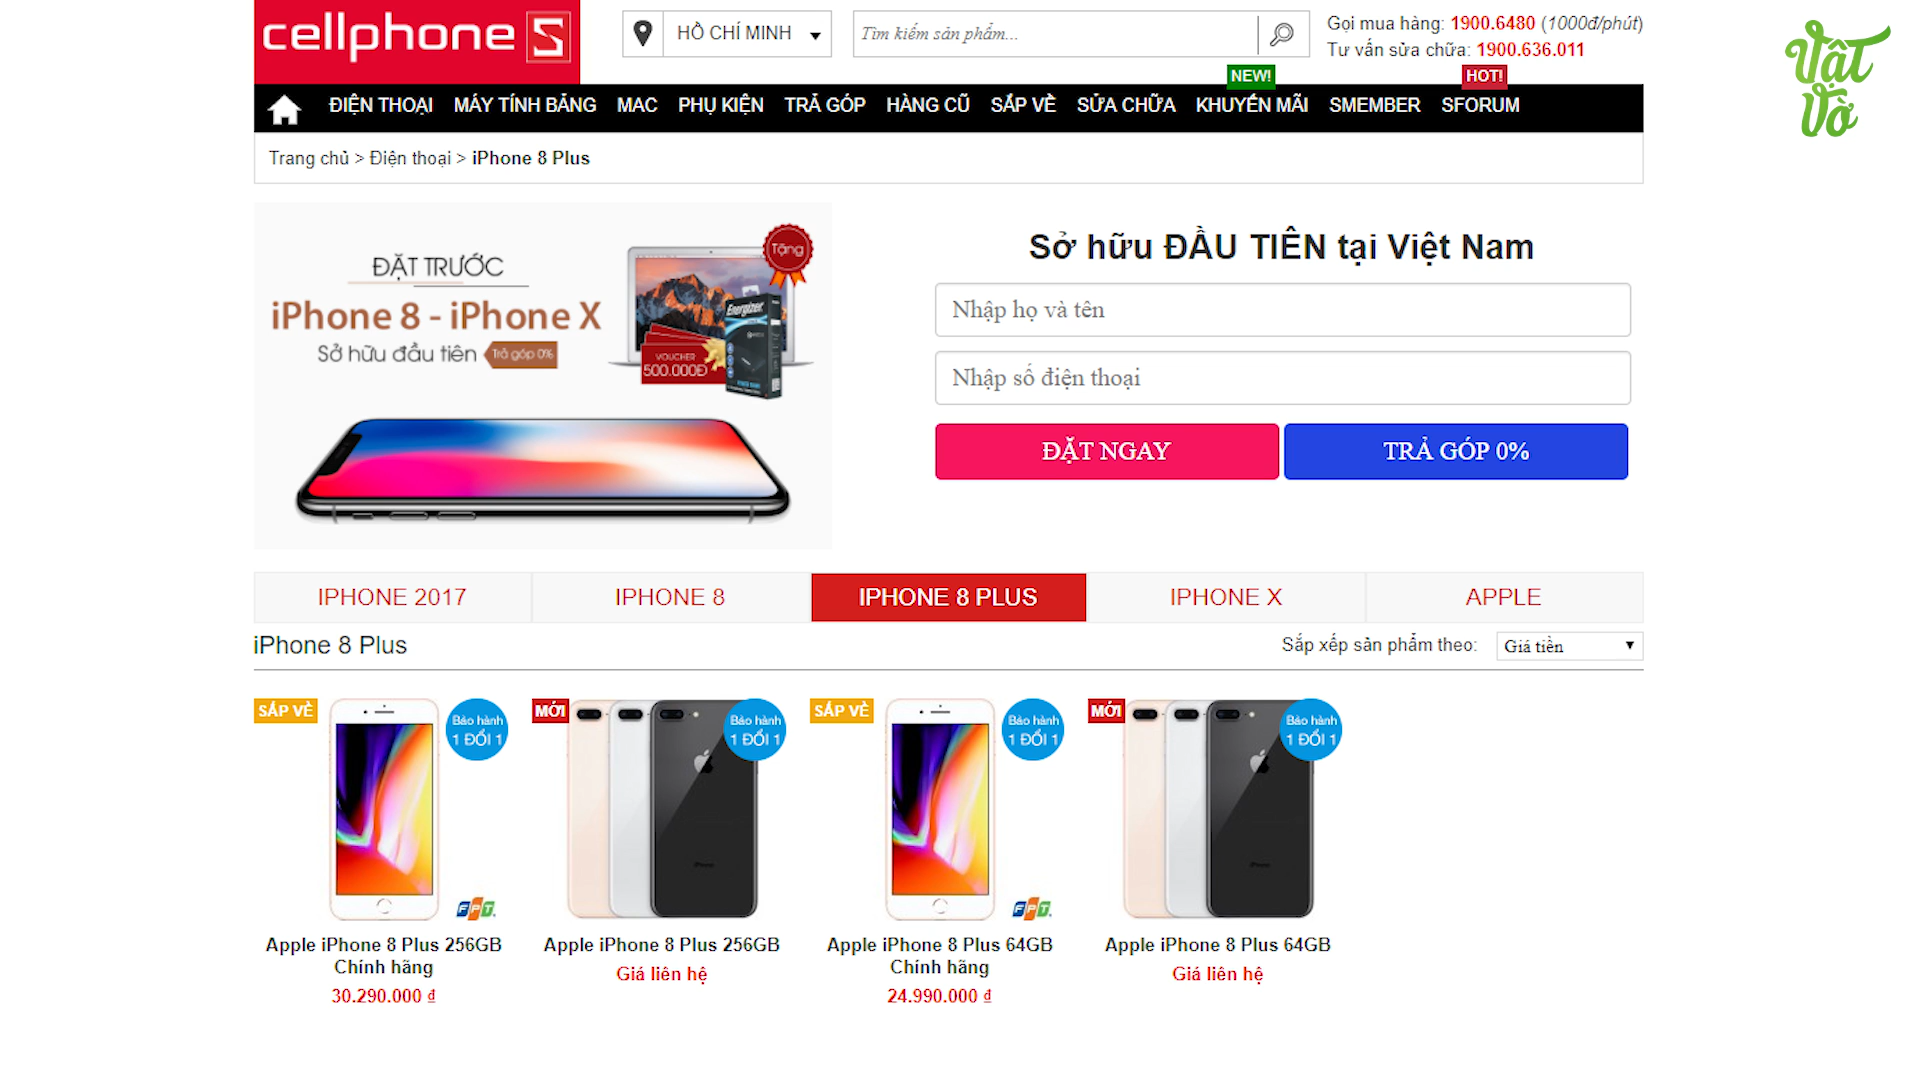 cellphone S
HỒ CHÍ MINH
Tìm kiếm sản phẩm...
Gọi mua hàng: 1900.6480 (1000đ/phút)
Tư vấn sửa chữa: 1900.636.011
Vật Vờ
NEW!
HOT!
ĐIỆN THOẠI MÁY TÍNH BẢNG MAC PHỤ KIỆN TRẢ GÓP HÀNG CŨ SẮP VỀ SỬA CHỮA KHUYẾN MÃI SMEMBER SFORUM
Trang chủ > Điện thoại > iPhone 8 Plus
ĐẶT TRƯỚC
iPhone 8 - iPhone X
Sở hữu đầu tiên Trả góp 0%
Tặng
Energizer
VOUCHER
500.000Đ
Sở hữu ĐẦU TIÊN tại Việt Nam
Nhập họ và tên
Nhập số điện thoại
ĐẶT NGAY
TRẢ GÓP 0%
IPHONE 2017
IPHONE 8
IPHONE 8 PLUS
IPHONE X
APPLE
iPhone 8 Plus
Sắp xếp sản phẩm theo: Giá tiền
SẮP VỀ
Bảo hành
1 ĐỔI 1
FPT
Apple iPhone 8 Plus 256GB
Chính hãng
30.290.000 ₫
MỚI
Bảo hành
1 ĐỔI 1
iPhone
Apple iPhone 8 Plus 256GB
Giá liên hệ
SẮP VỀ
Bảo hành
1 ĐỔI 1
FPT
Apple iPhone 8 Plus 64GB
Chính hãng
24.990.000 ₫
MỚI
Bảo hành
1 ĐỔI 1
iPhone
Apple iPhone 8 Plus 64GB
Giá liên hệ